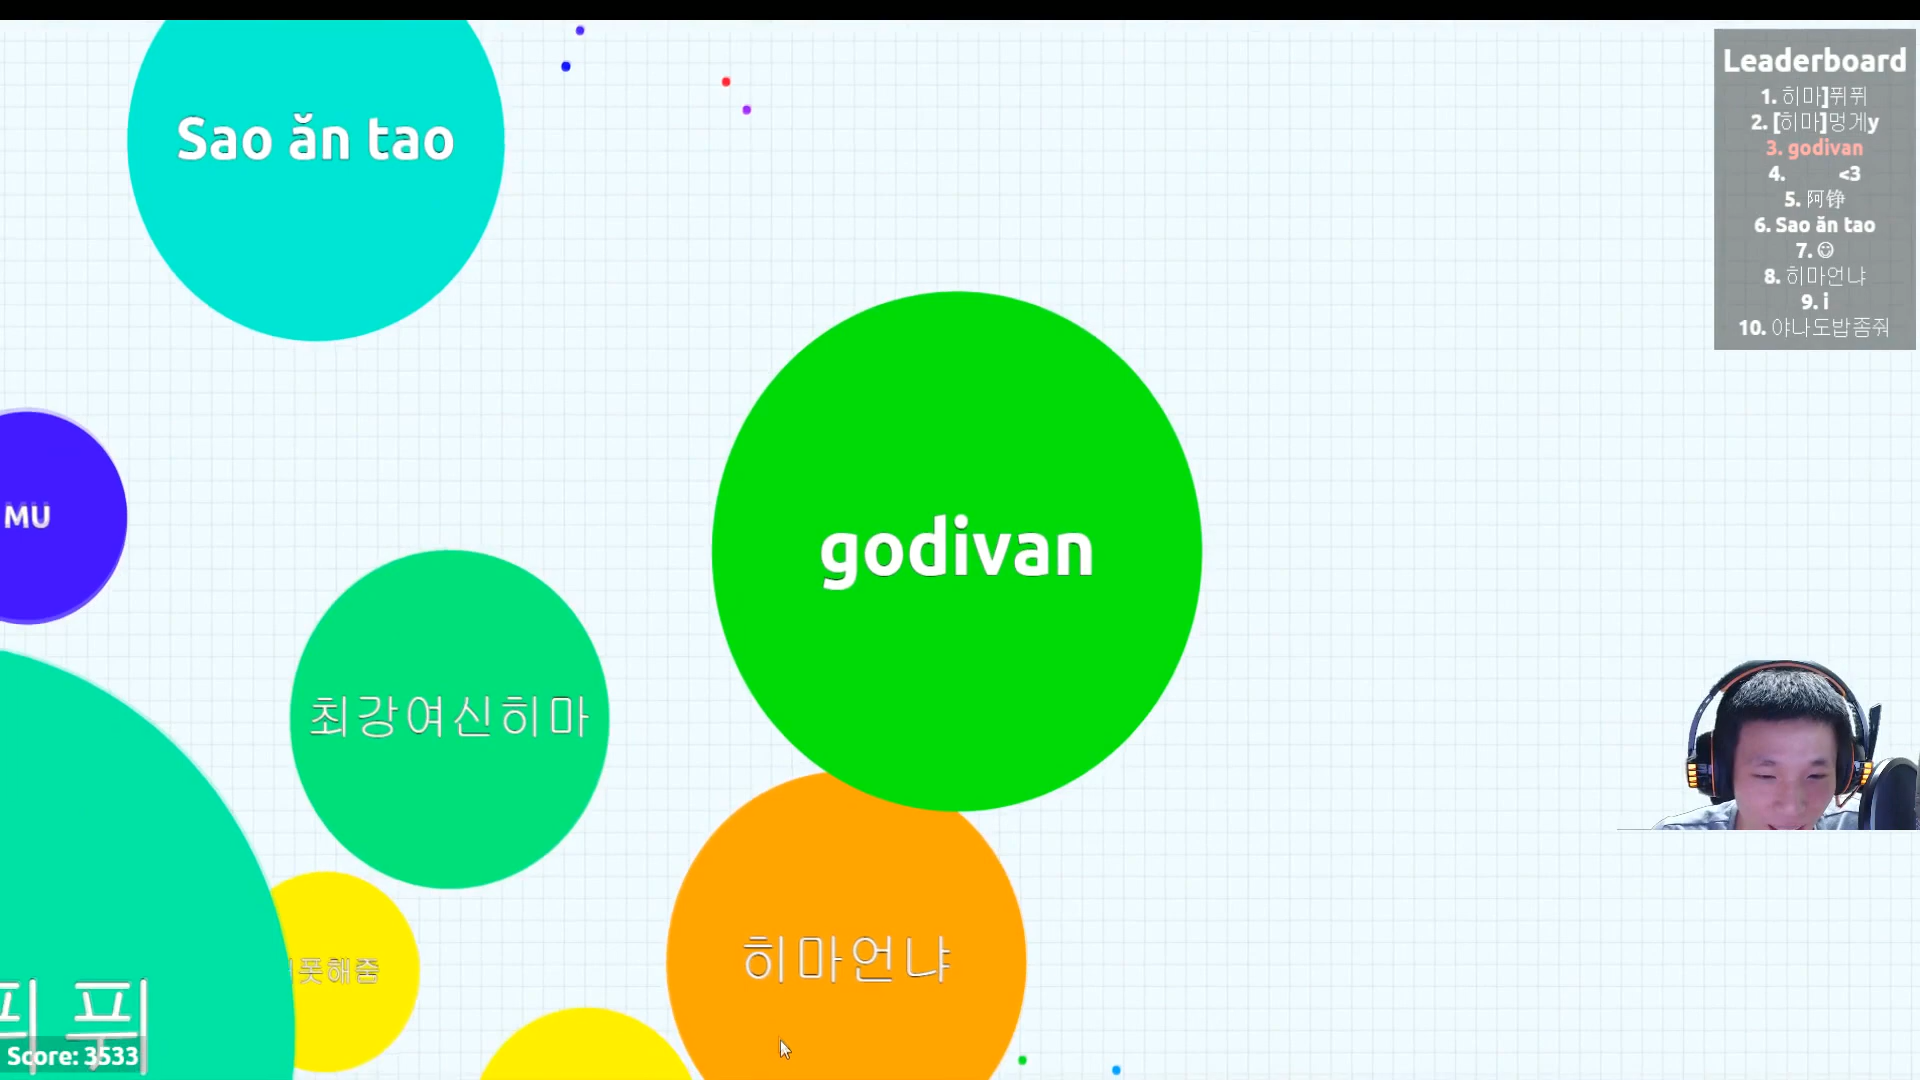 Leaderboard
1. 히마]퓌퓌
2. [히마]멍게y
3. godivan
4. <3
5. 阿铮
6. Sao ăn tao
7. ☺
8. 히마언냐
9. i
10. 야나도밥좀줘
Sao ăn tao
MU
godivan
최강여신히마
히마언냐
퓌
Score: 3533